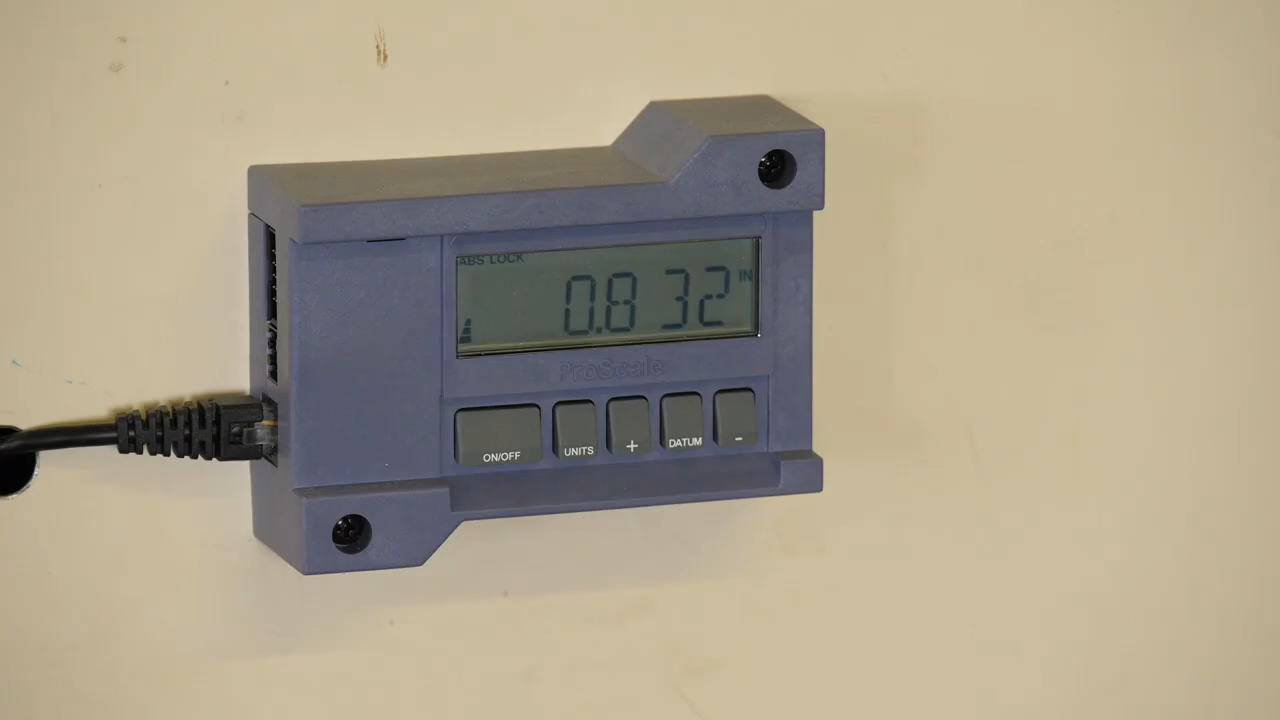 ABS LOCK
0.832 IN
ProScale
ON/OFF UNITS + DATUM -